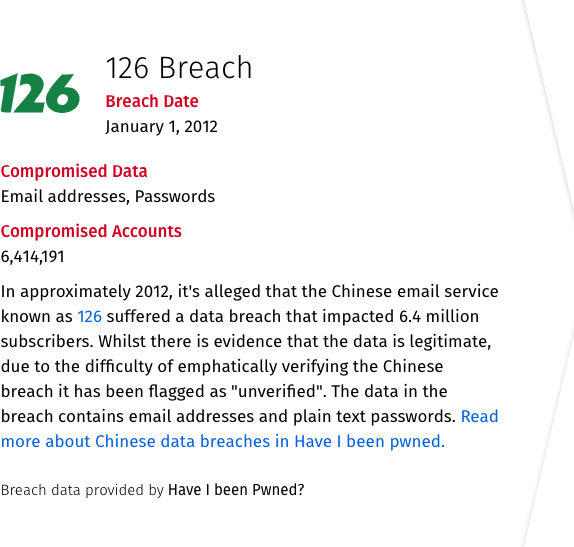 126
126 Breach
Breach Date
January 1, 2012
Compromised Data
Email addresses, Passwords
Compromised Accounts
6,414,191
In approximately 2012, it's alleged that the Chinese email service
known as 126 suffered a data breach that impacted 6.4 million
subscribers. Whilst there is evidence that the data is legitimate,
due to the difficulty of emphatically verifying the Chinese
breach it has been flagged as "unverified". The data in the
breach contains email addresses and plain text passwords. Read
more about Chinese data breaches in Have I been pwned.
Breach data provided by Have I been Pwned?